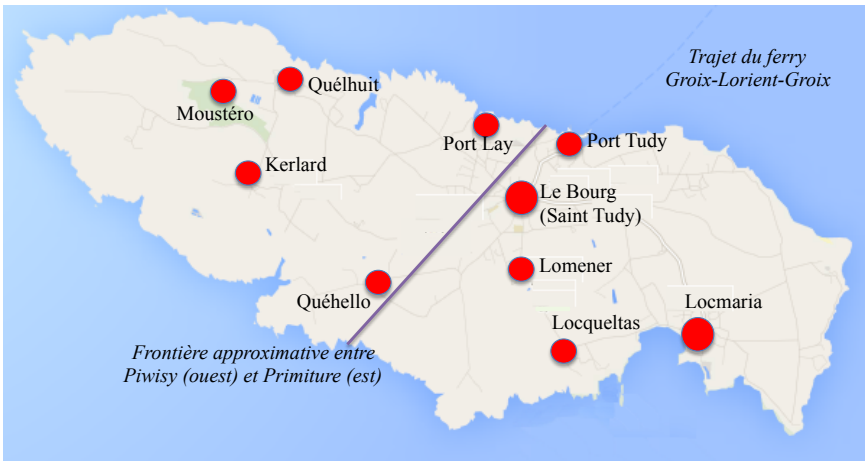 Trajet du ferry
Groix-Lorient-Groix
Quélhuit
Moustéro
Port Lay
Port Tudy
Kerlard
Le Bourg
(Saint Tudy)
Lomener
Quéhello
Locmaria
Locqueltas
Frontière approximative entre
Piwisy (ouest) et Primiture (est)